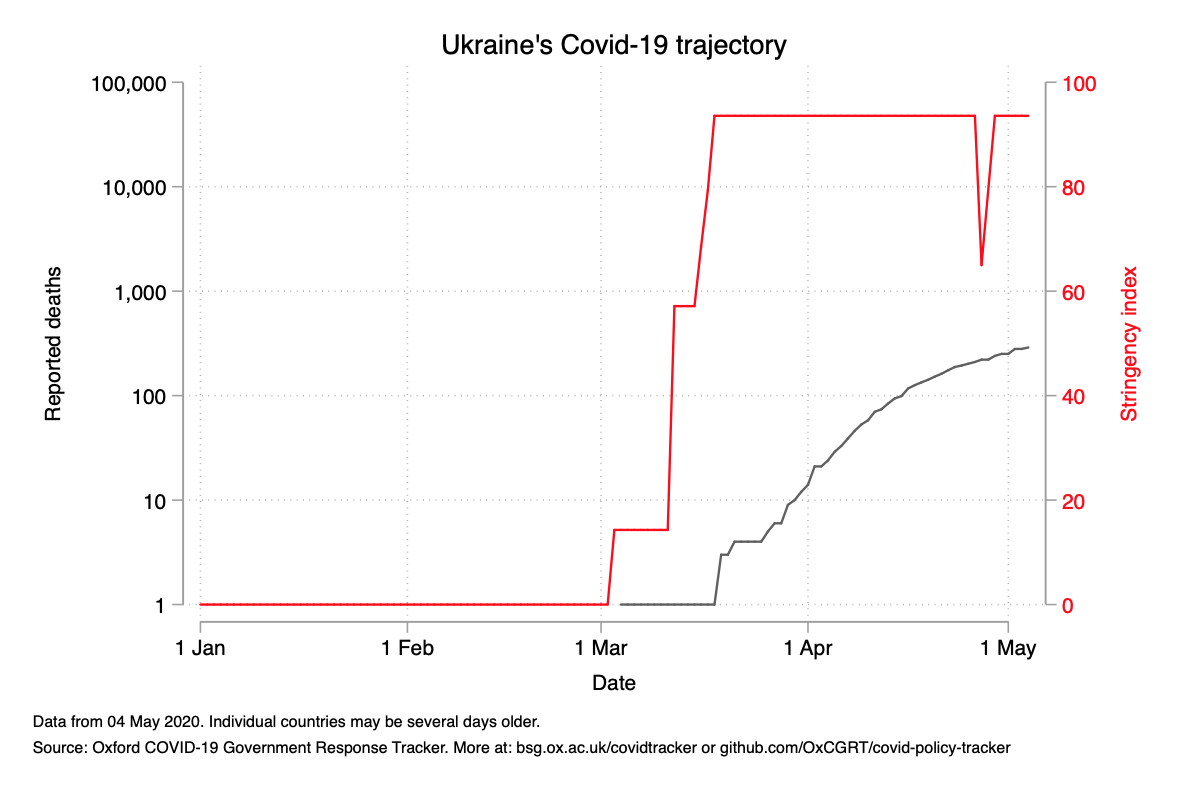 Ukraine's Covid-19 trajectory
100,000
10,000
1,000
100
10
1
Reported deaths
100
80
60
40
20
0
Stringency index
1 Jan
1 Feb
1 Mar
1 Apr
1 May
Date
Data from 04 May 2020. Individual countries may be several days older.
Source: Oxford COVID-19 Government Response Tracker. More at: bsg.ox.ac.uk/covidtracker or github.com/OxCGRT/covid-policy-tracker